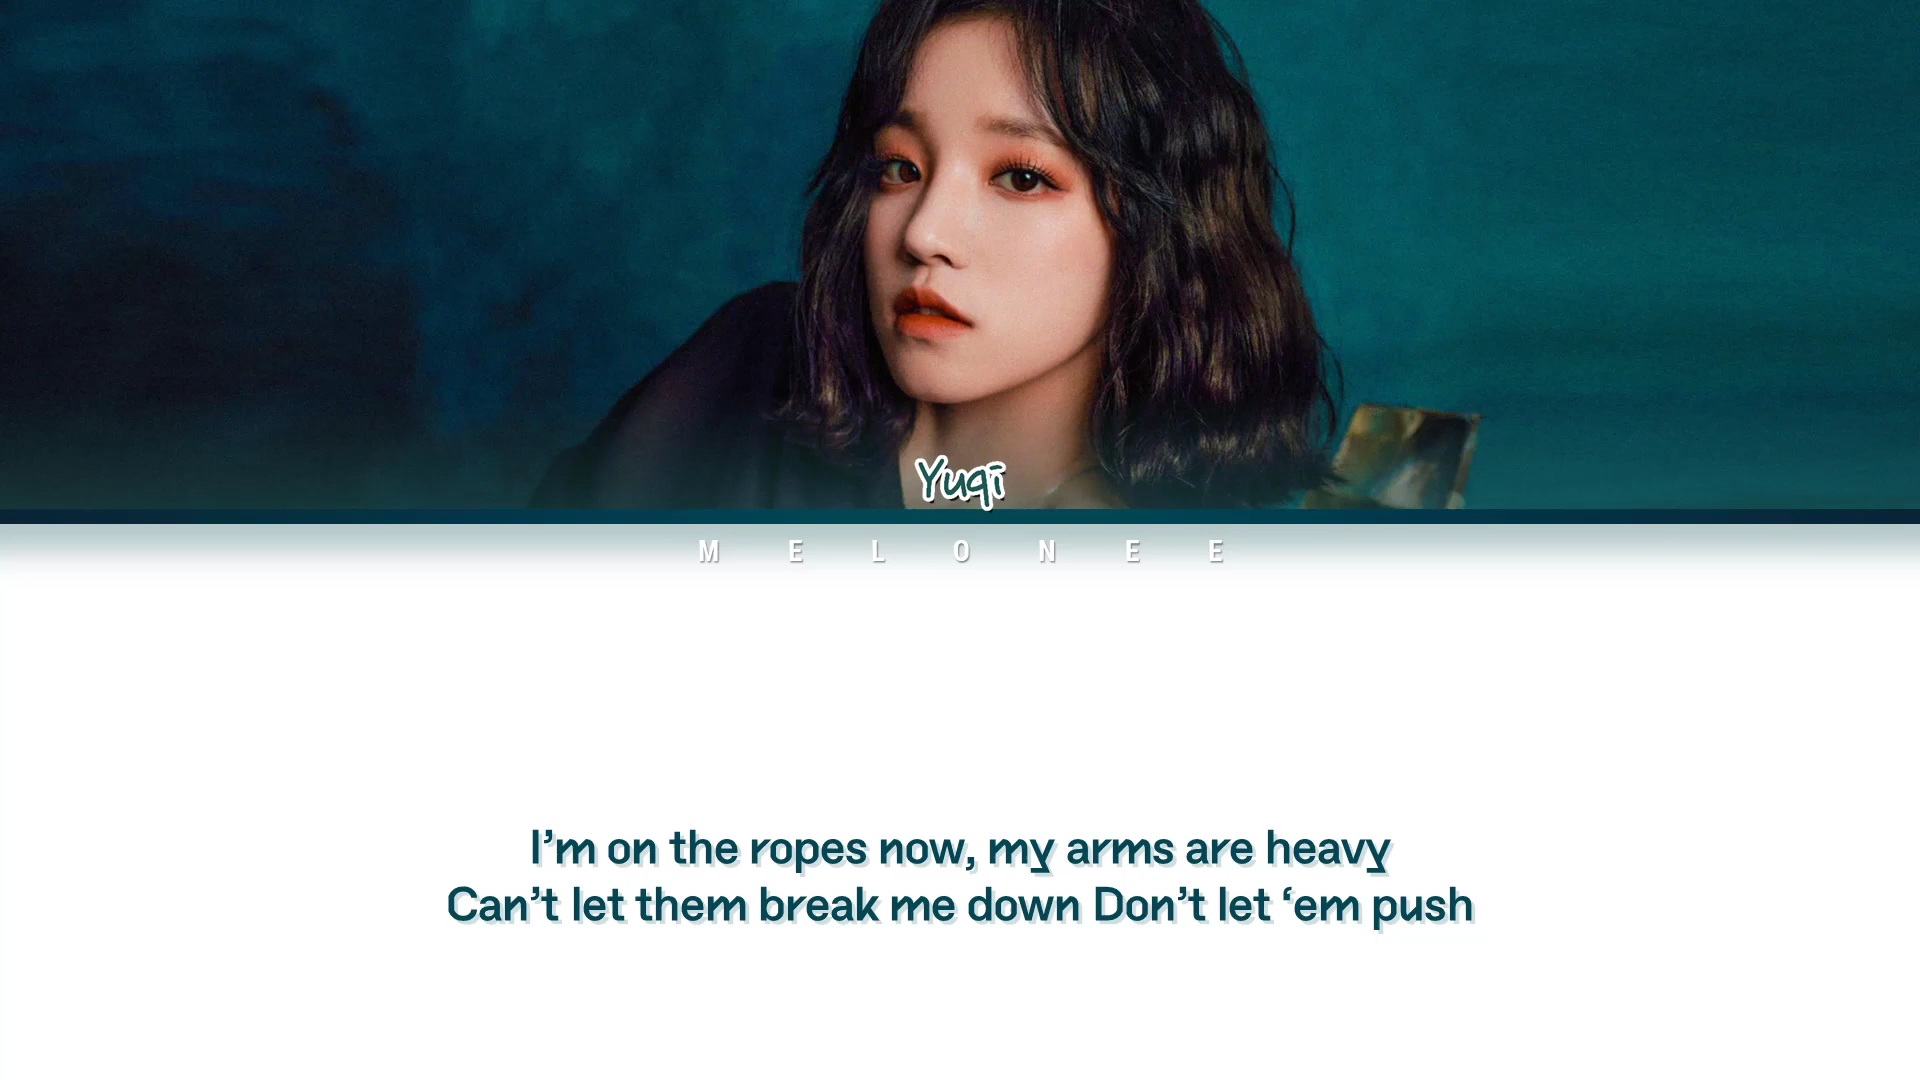 Yuqi
MELONEE
I’m on the ropes now, my arms are heavy
Can’t let them break me down Don’t let ‘em push